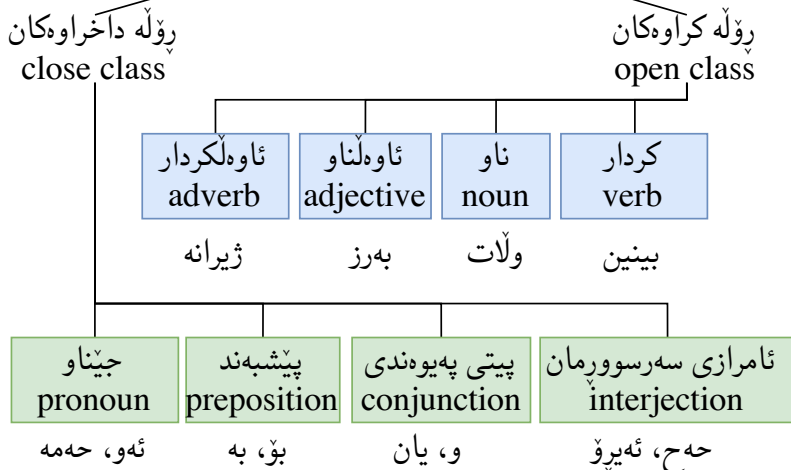 ڕۆڵە کراوەکان
open class
ڕۆڵە داخراوەکان
close class
کردار
verb
ناو
noun
ئاوەڵناو
adjective
ئاوەڵکردار
adverb
بینین
وڵات
بەرز
ژیرانە
ئامرازی سەرسووڕمان
interjection
پیتی پەیوەندی
conjunction
پێشبەند
preposition
جێناو
pronoun
حەح، ئەیڕۆ
و، یان
بۆ، بە
ئەو، حەمە